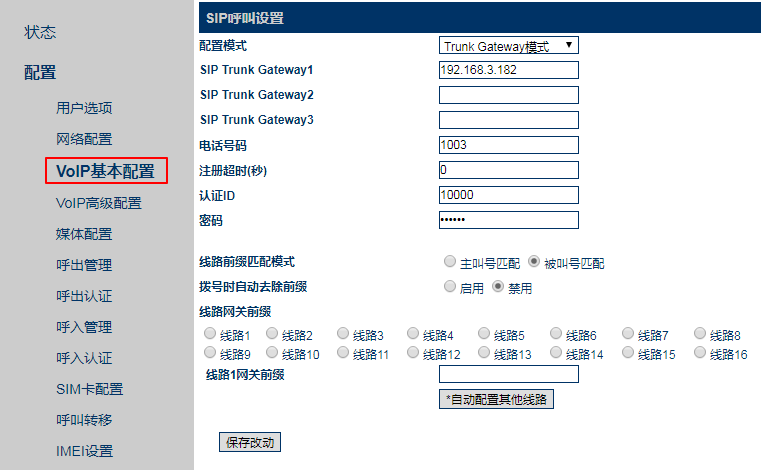 状态
配置
用户选项
网络配置
VoIP基本配置
VoIP高级配置
媒体配置
呼出管理
呼出认证
呼入管理
呼入认证
SIM卡配置
呼叫转移
IMEI设置
SIP呼叫设置
配置模式 Trunk Gateway模式
SIP Trunk Gateway1 192.168.3.182
SIP Trunk Gateway2
SIP Trunk Gateway3
电话号码 1003
注册超时(秒) 0
认证ID 10000
密码 ••••••
线路前缀匹配模式 主叫号匹配 被叫号匹配
拨号时自动去除前缀 启用 禁用
线路网关前缀
线路1 线路2 线路3 线路4 线路5 线路6 线路7 线路8
线路9 线路10 线路11 线路12 线路13 线路14 线路15 线路16
线路1网关前缀
*自动配置其他线路
保存改动